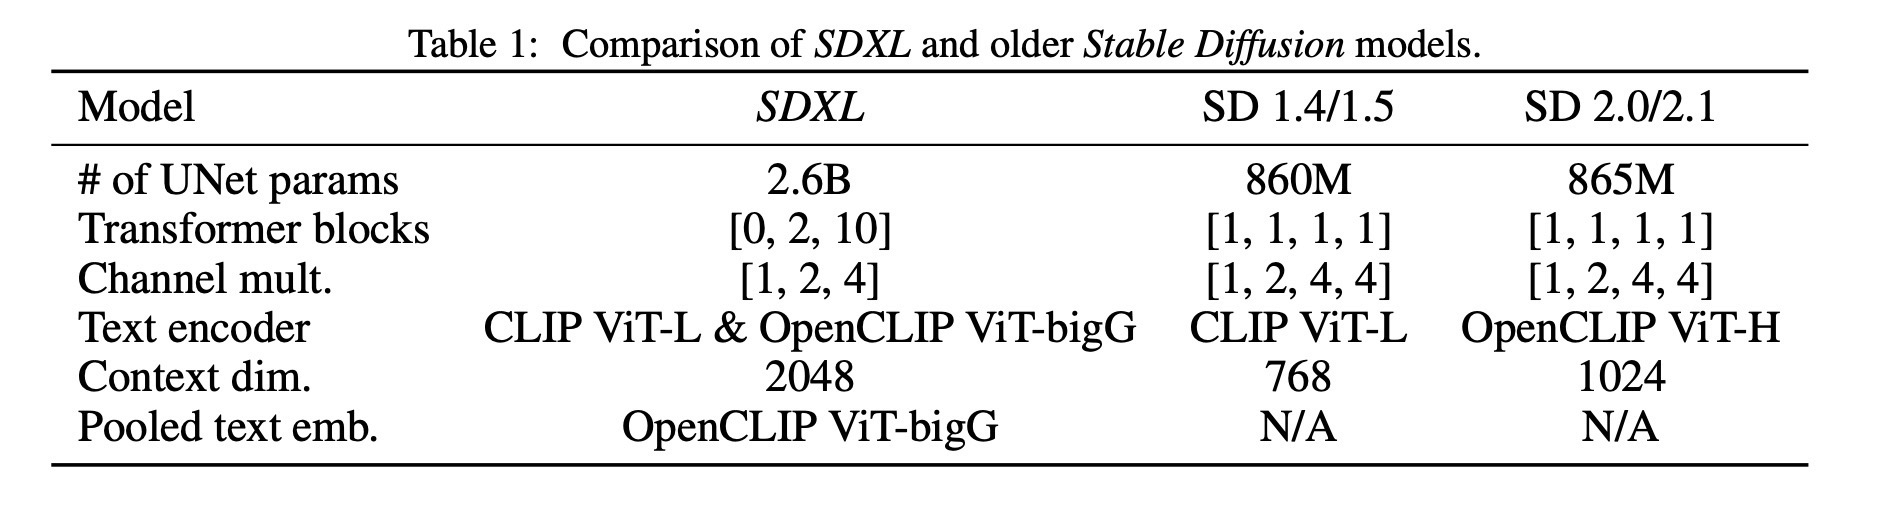 Table 1: Comparison of SDXL and older Stable Diffusion models.
Model SDXL SD 1.4/1.5 SD 2.0/2.1
# of UNet params 2.6B 860M 865M
Transformer blocks [0, 2, 10] [1, 1, 1, 1] [1, 1, 1, 1]
Channel mult. [1, 2, 4] [1, 2, 4, 4] [1, 2, 4, 4]
Text encoder CLIP ViT-L & OpenCLIP ViT-bigG CLIP ViT-L OpenCLIP ViT-H
Context dim. 2048 768 1024
Pooled text emb. OpenCLIP ViT-bigG N/A N/A